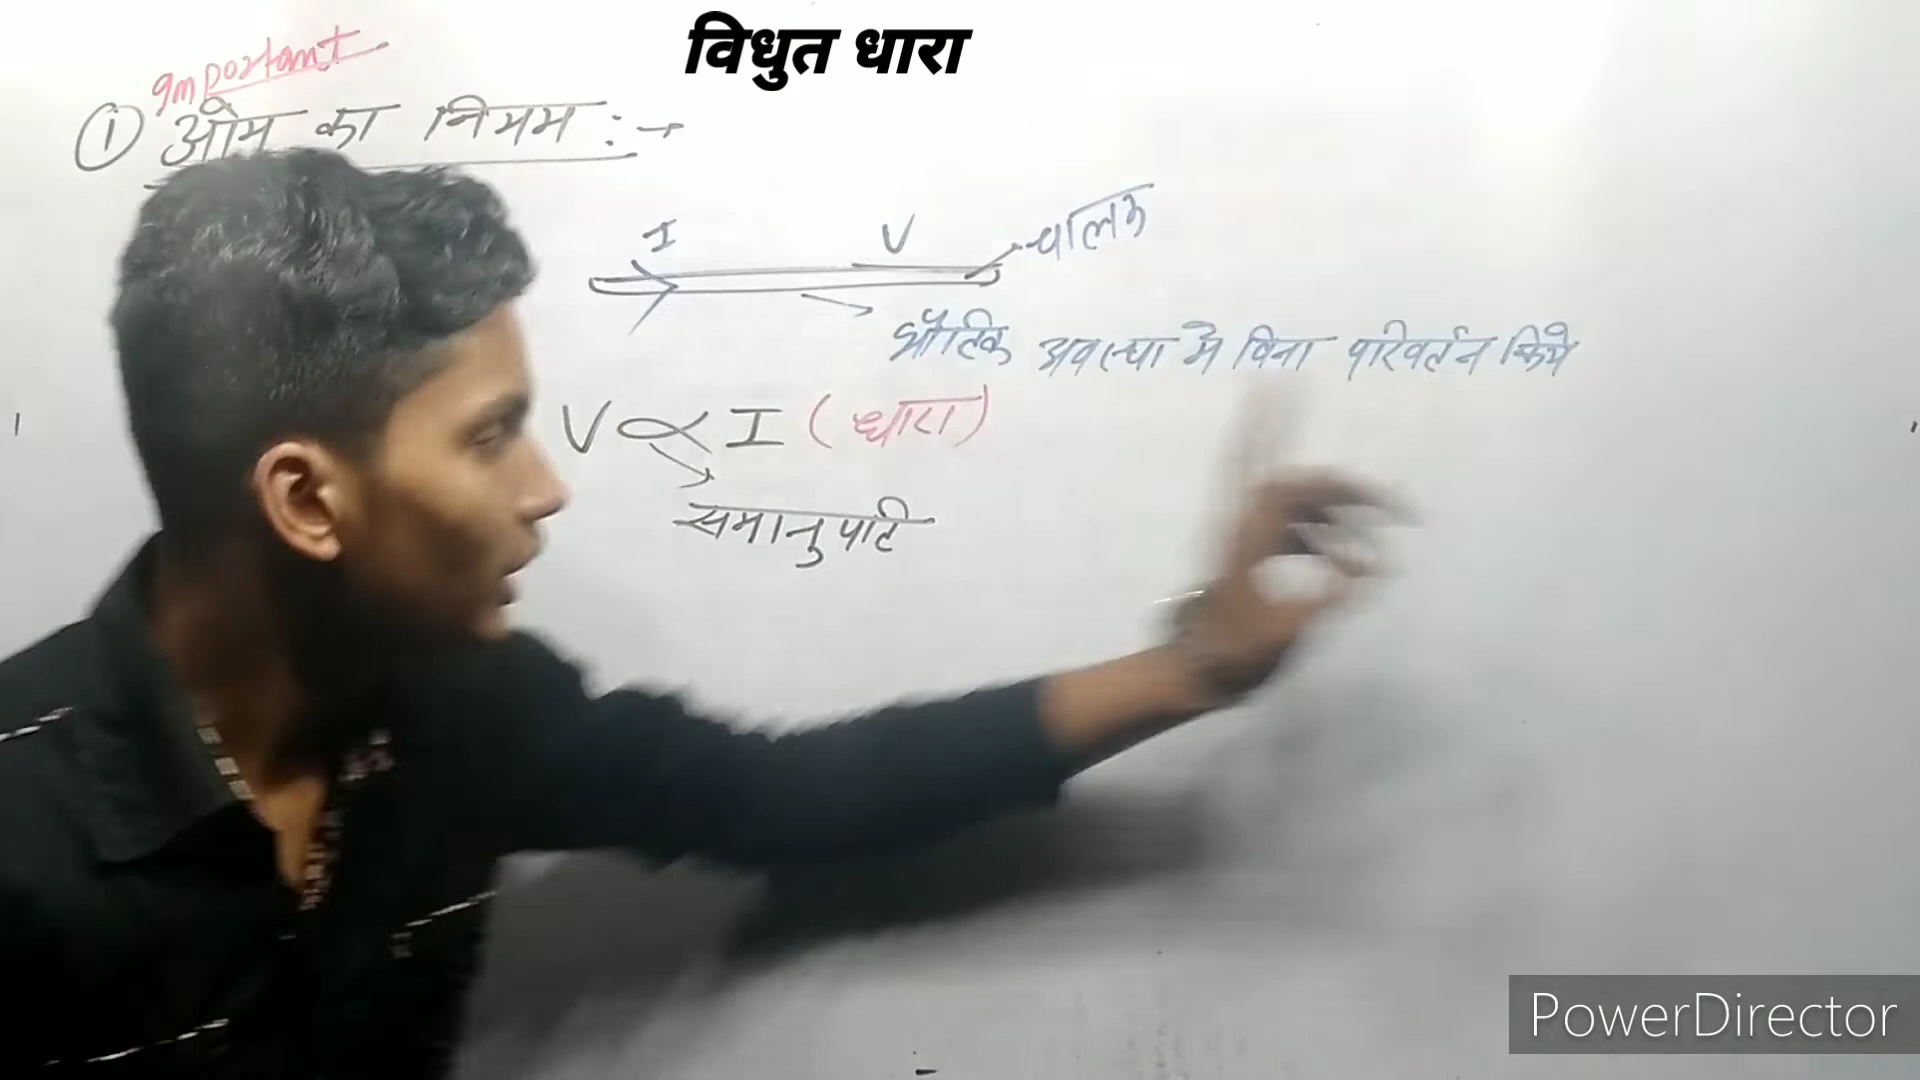 विधुत धारा
Important
① ओम का नियम :→
I V चालक
भौतिक अवस्था मे बिना परिवर्तन किये
V ∝ I (धारा)
समानुपाति
PowerDirector